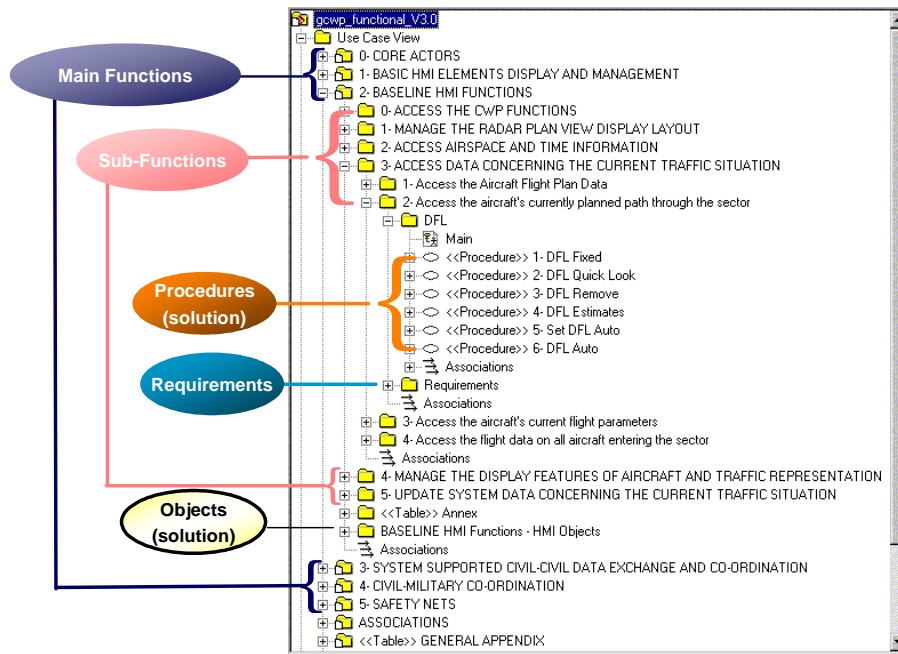 gcwp_functional_V3.0
Use Case View
0- CORE ACTORS
Main Functions
1- BASIC HMI ELEMENTS DISPLAY AND MANAGEMENT
2- BASELINE HMI FUNCTIONS
0- ACCESS THE CWP FUNCTIONS
1- MANAGE THE RADAR PLAN VIEW DISPLAY LAYOUT
2- ACCESS AIRSPACE AND TIME INFORMATION
Sub-Functions
3- ACCESS DATA CONCERNING THE CURRENT TRAFFIC SITUATION
1- Access the Aircraft Flight Plan Data
2- Access the aircraft's currently planned path through the sector
DFL
Main
<<Procedure>> 1- DFL Fixed
<<Procedure>> 2- DFL Quick Look
Procedures
(solution)
<<Procedure>> 3- DFL Remove
<<Procedure>> 4- DFL Estimates
<<Procedure>> 5- Set DFL Auto
<<Procedure>> 6- DFL Auto
Associations
Requirements
Requirements
Associations
3- Access the aircraft's current flight parameters
4- Access the flight data on all aircraft entering the sector
Associations
4- MANAGE THE DISPLAY FEATURES OF AIRCRAFT AND TRAFFIC REPRESENTATION
5- UPDATE SYSTEM DATA CONCERNING THE CURRENT TRAFFIC SITUATION
Objects
(solution)
<<Table>> Annex
BASELINE HMI Functions - HMI Objects
Associations
3- SYSTEM SUPPORTED CIVIL-CIVIL DATA EXCHANGE AND CO-ORDINATION
4- CIVIL-MILITARY CO-ORDINATION
5- SAFETY NETS
ASSOCIATIONS
<<Table>> GENERAL APPENDIX